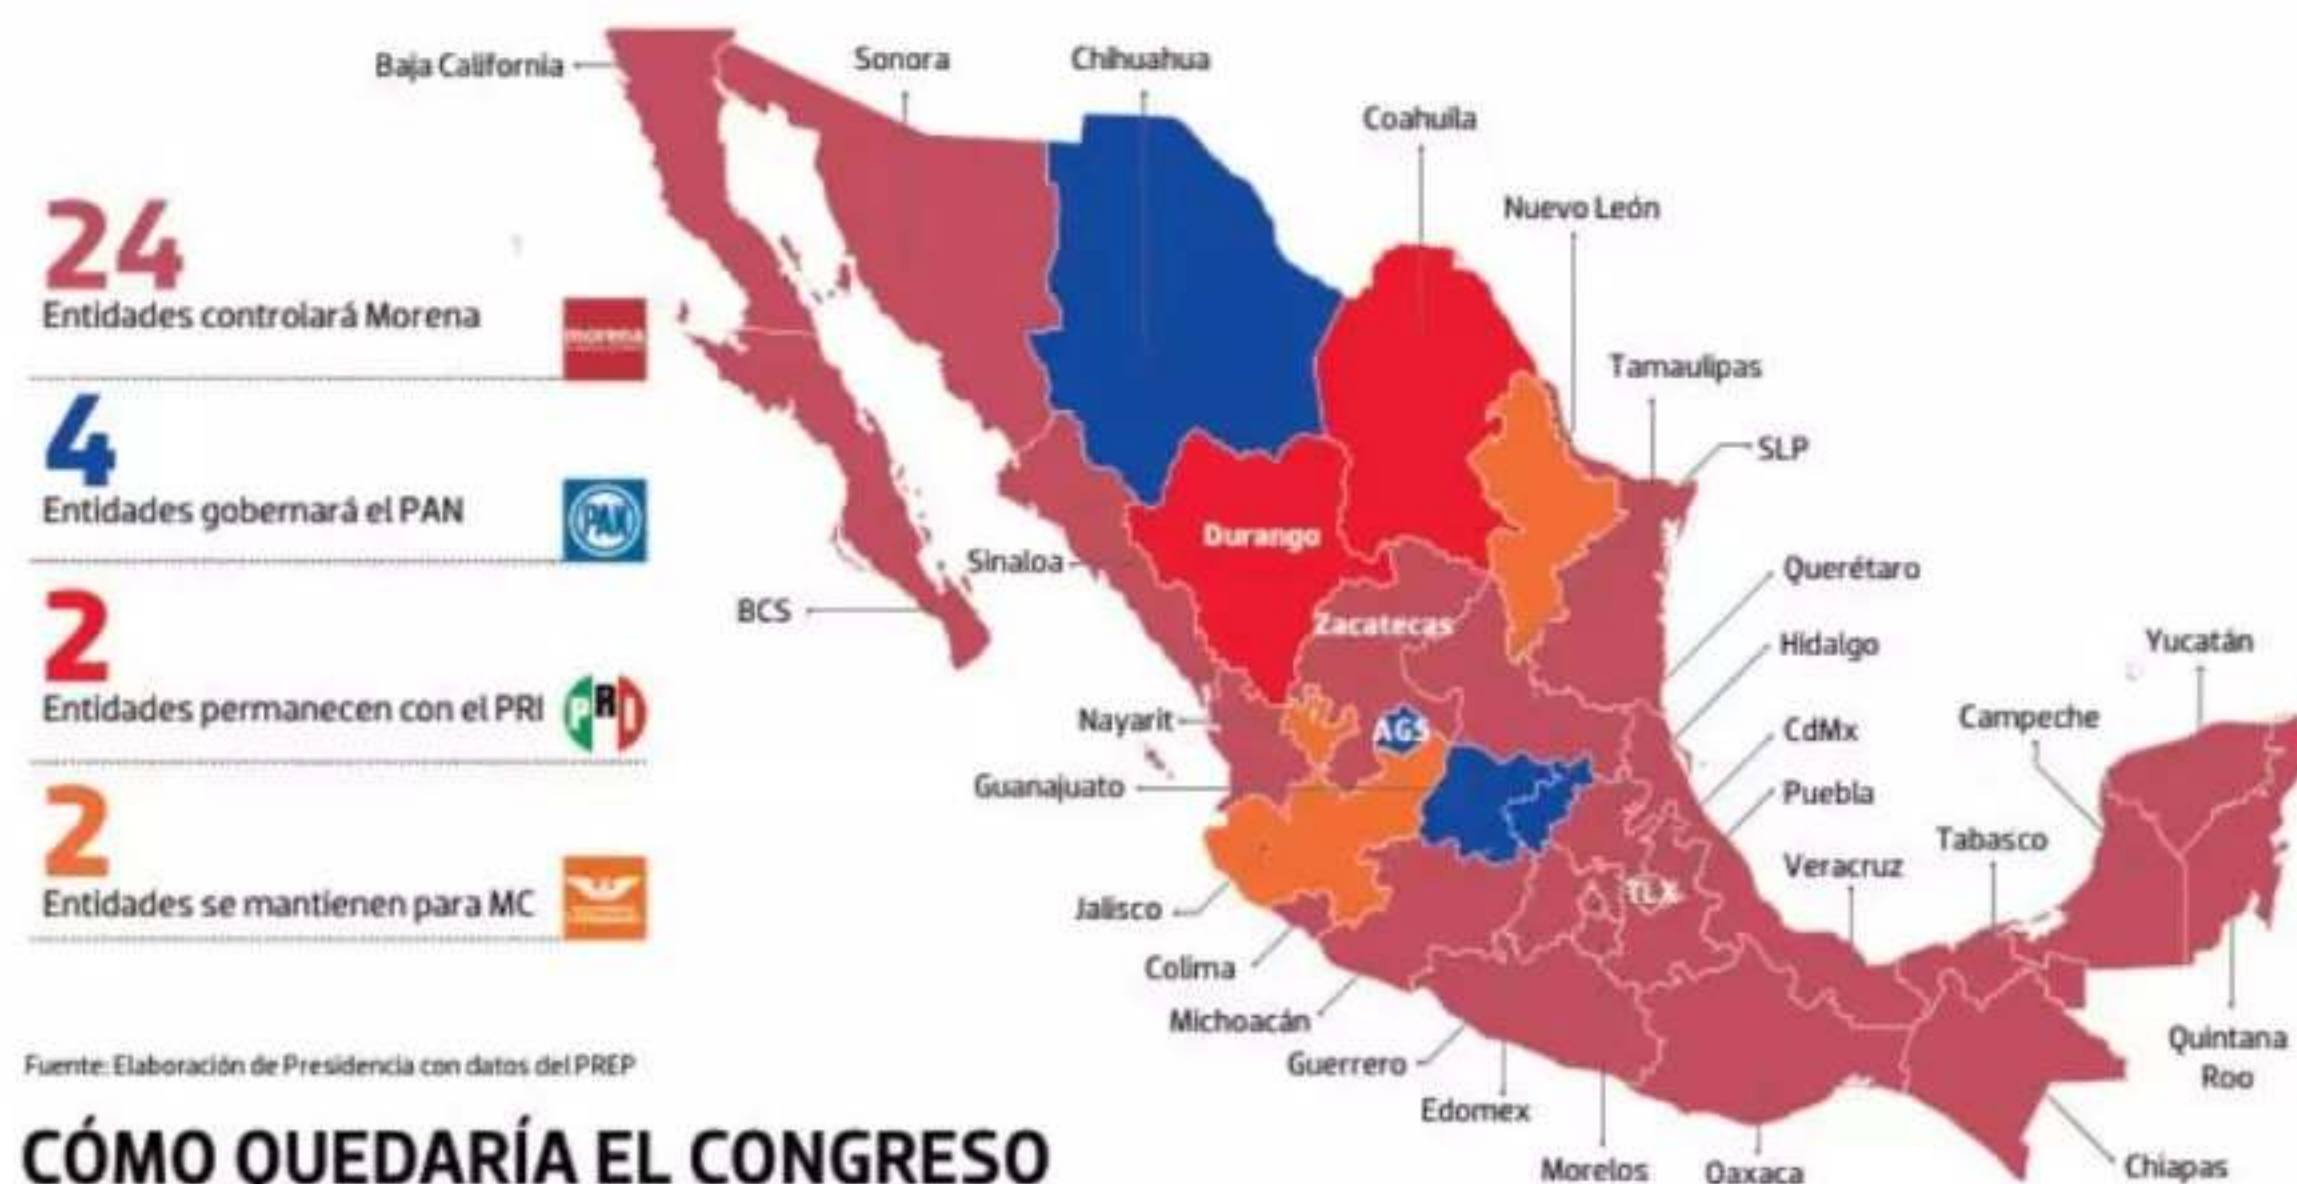 24
Entidades controlará Morena
morena
4
Entidades gobernará el PAN
PAN
2
Entidades permanecen con el PRI
PRI
2
Entidades se mantienen para MC
Fuente: Elaboración de Presidencia con datos del PREP
CÓMO QUEDARÍA EL CONGRESO
Baja California
Sonora
Chihuahua
Coahuila
Nuevo León
Tamaulipas
SLP
Durango
Sinaloa
BCS
Zacatecas
Querétaro
Hidalgo
Yucatán
Nayarit
AGS
CdMx
Campeche
Guanajuato
Puebla
Tabasco
Veracruz
TLX
Jalisco
Colima
Michoacán
Guerrero
Edomex
Morelos
Oaxaca
Quintana
Roo
Chiapas